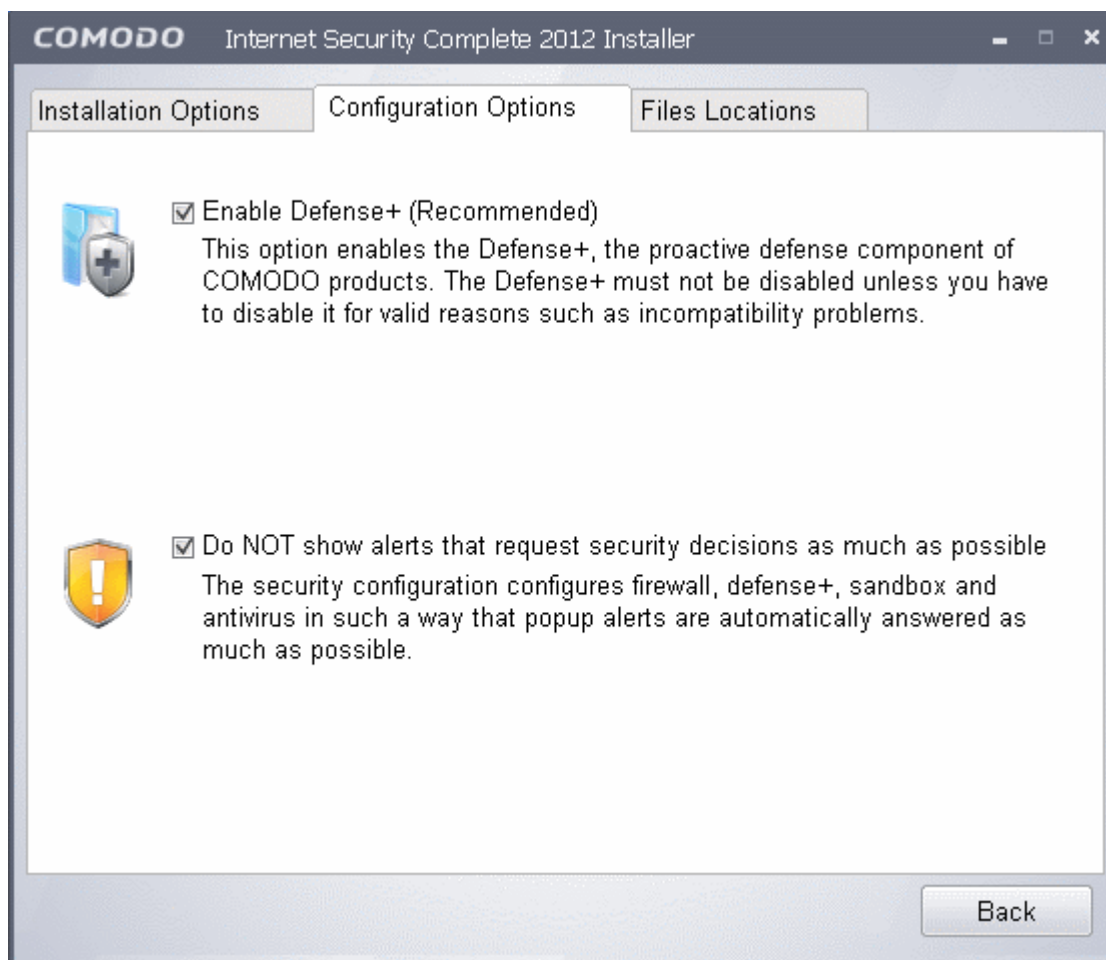 COMODO Internet Security Complete 2012 Installer
Installation Options Configuration Options Files Locations
Enable Defense+ (Recommended)
This option enables the Defense+, the proactive defense component of
COMODO products. The Defense+ must not be disabled unless you have
to disable it for valid reasons such as incompatibility problems.
Do NOT show alerts that request security decisions as much as possible
The security configuration configures firewall, defense+, sandbox and
antivirus in such a way that popup alerts are automatically answered as
much as possible.
Back